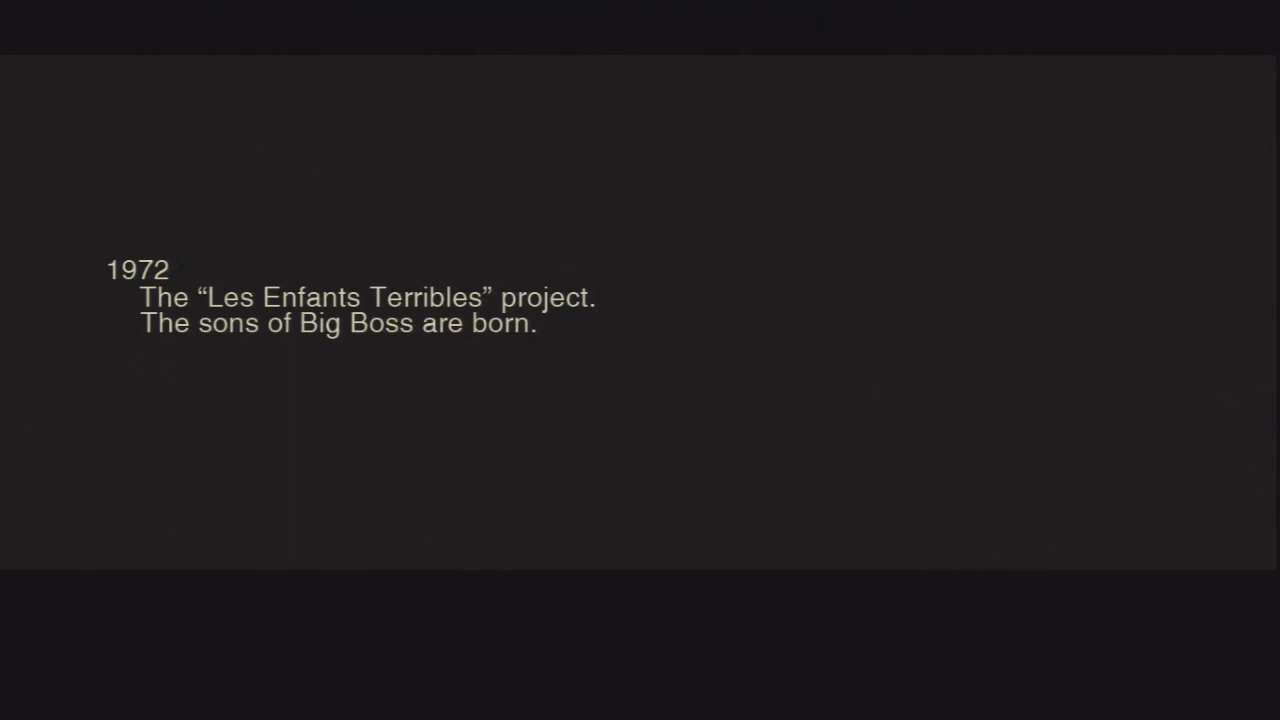 1972
The “Les Enfants Terribles” project.
The sons of Big Boss are born.